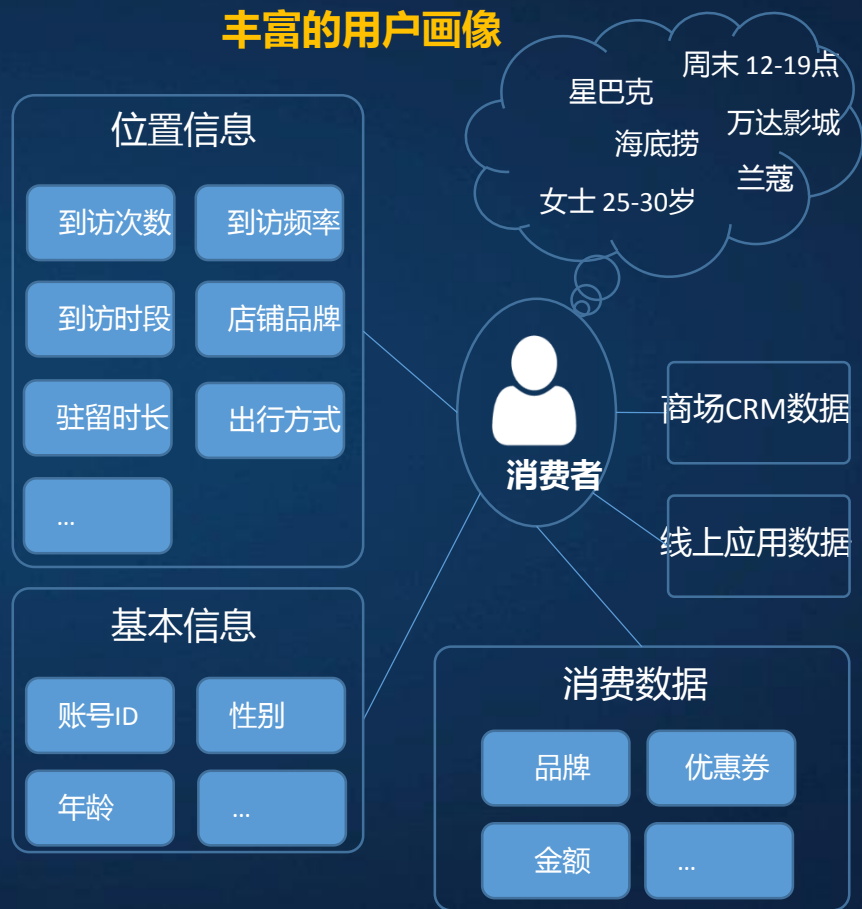 丰富的用户画像
周末 12-19点
星巴克
万达影城
海底捞
兰蔻
女士 25-30岁
位置信息
到访次数
到访频率
到访时段
店铺品牌
驻留时长
出行方式
...
消费者
商场CRM数据
线上应用数据
基本信息
账号ID
性别
年龄
...
消费数据
品牌
优惠券
金额
...